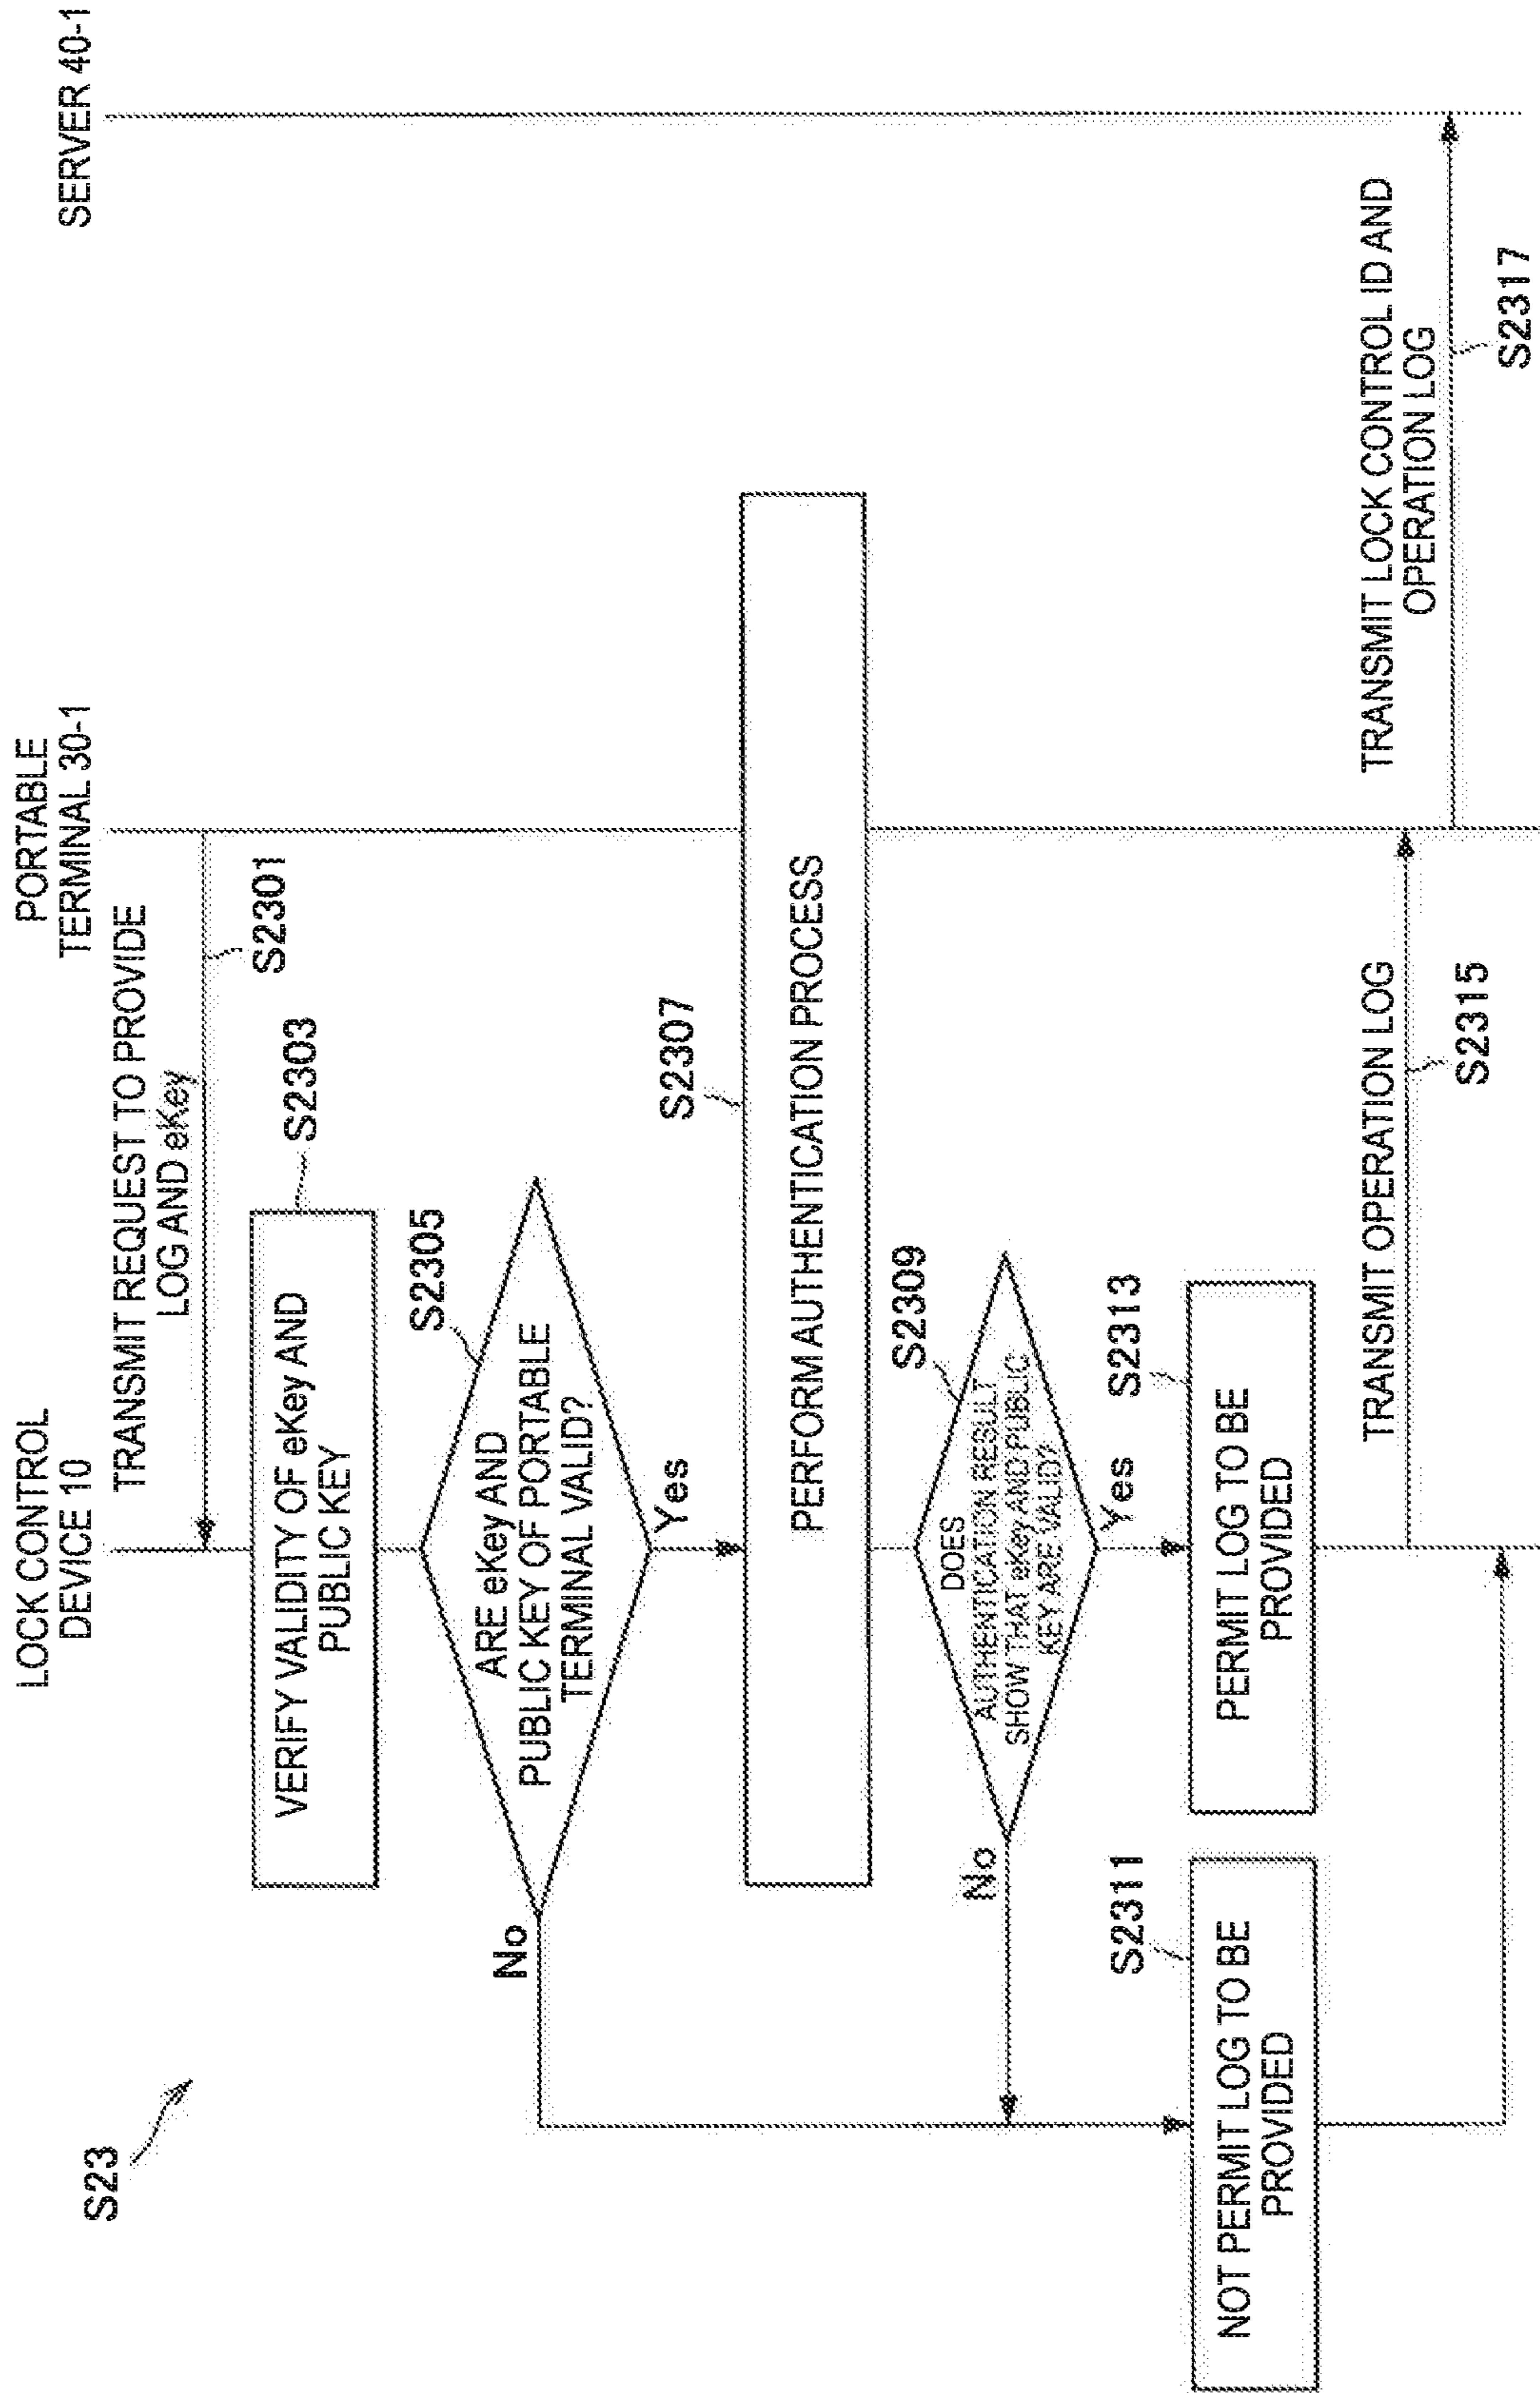 S23
LOCK CONTROL
DEVICE 10
PORTABLE
TERMINAL 30-1
SERVER 40-1
TRANSMIT REQUEST TO PROVIDE
LOG AND eKey
S2301
S2303
VERIFY VALIDITY OF eKey AND
PUBLIC KEY
S2305
ARE eKey AND
PUBLIC KEY OF PORTABLE
TERMINAL VALID?
No
Yes
S2307
PERFORM AUTHENTICATION PROCESS
S2309
DOES
AUTHENTICATION RESULT
SHOW THAT eKey AND PUBLIC
KEY ARE VALID?
No
Yes
S2311
NOT PERMIT LOG TO BE
PROVIDED
S2313
PERMIT LOG TO BE
PROVIDED
TRANSMIT OPERATION LOG
S2315
TRANSMIT LOCK CONTROL ID AND
OPERATION LOG
S2317